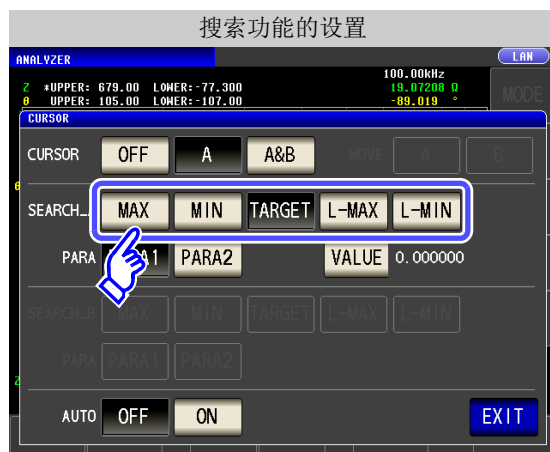 搜索功能的设置
ANALYZER LAN
100.00kHz
Z *UPPER: 679.00 LOWER:-77.300 19.07208 Ω
θ UPPER: 105.00 LOWER:-107.00 -89.019 °
MODE
CURSOR
CURSOR OFF A A&B MOVE A B
θ
SEARCH_ MAX MIN TARGET L-MAX L-MIN
PARA PARA2 VALUE 0.000000
SEARCH_B MAX MIN TARGET L-MAX L-MIN
PARA PARA1 PARA2
Z
AUTO OFF ON EXIT